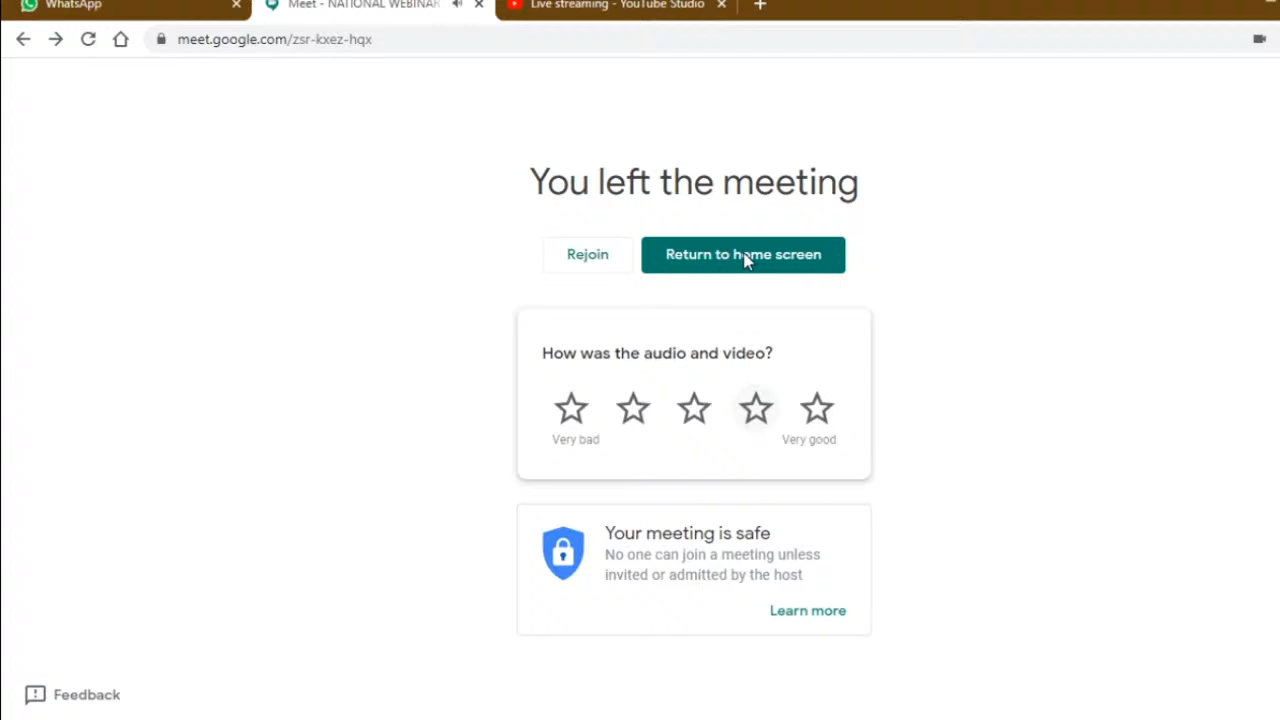 WhatsApp
Meet - NATIONAL WEBINAR
Live streaming - YouTube Studio
meet.google.com/zsr-kxez-hqx
You left the meeting
Rejoin
Return to home screen
How was the audio and video?
Very bad
Very good
Your meeting is safe
No one can join a meeting unless
invited or admitted by the host
Learn more
Feedback